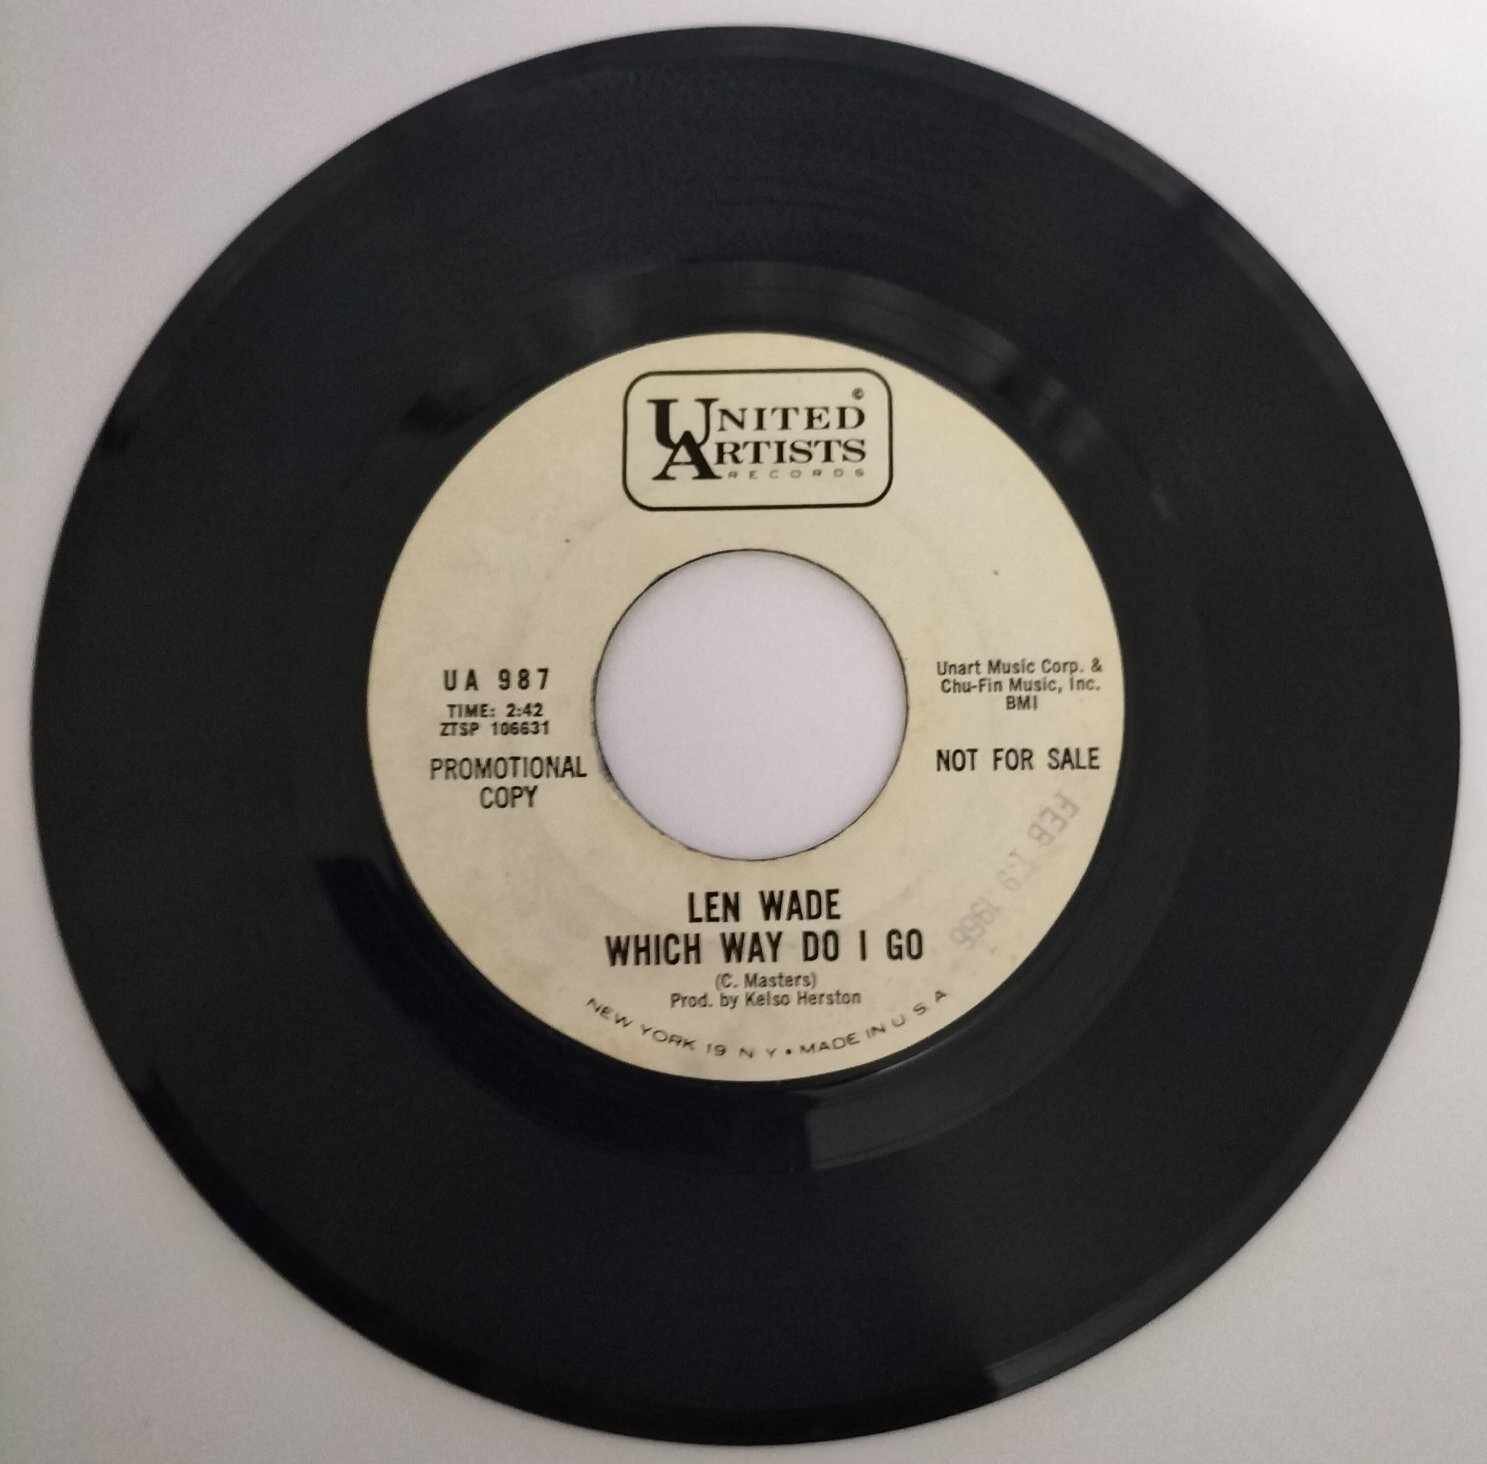 ©
UNITED
ARTISTS
RECORDS
UA 987
TIME: 2:42
ZTSP 106631
PROMOTIONAL
COPY
Unart Music Corp. &
Chu-Fin Music, Inc.
BMI
NOT FOR SALE
FEB 1966
LEN WADE
WHICH WAY DO I GO
(C. Masters)
Prod. by Kelso Herston
NEW YORK 19 N Y • MADE IN U S A